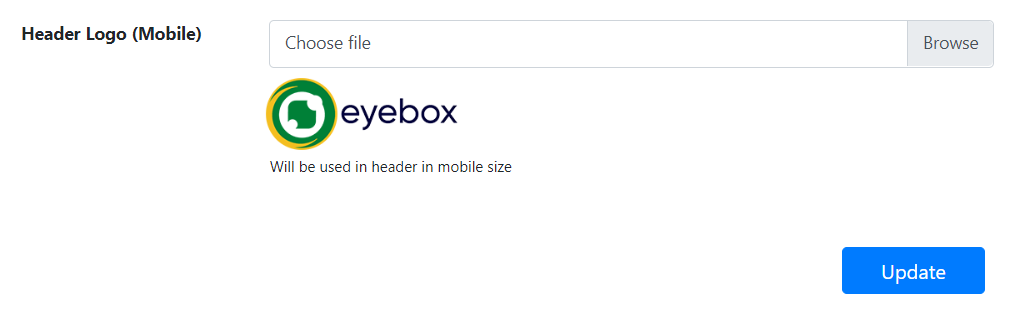 Header Logo (Mobile)
Choose file
Browse
eyebox
Will be used in header in mobile size
Update